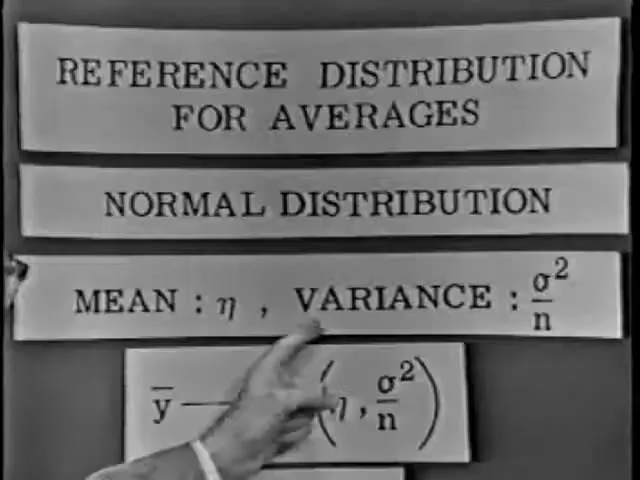 REFERENCE DISTRIBUTION
FOR AVERAGES
NORMAL DISTRIBUTION
MEAN : η , VARIANCE : σ²/n
y̅ — (η, σ²/n)